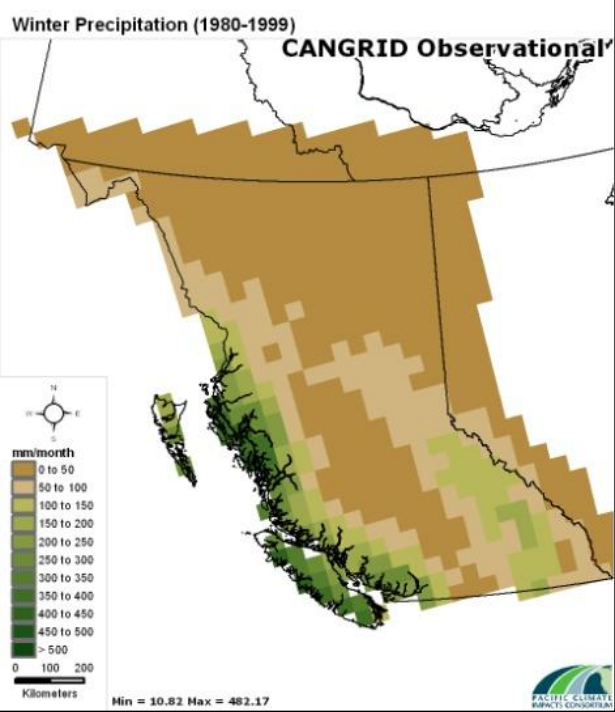 Winter Precipitation (1980-1999)
CANGRID Observational
N
W E
S
mm/month
0 to 50
50 to 100
100 to 150
150 to 200
200 to 250
250 to 300
300 to 350
350 to 400
400 to 450
450 to 500
> 500
0 100 200
Kilometers
Min = 10.82 Max = 482.17
PACIFIC CLIMATE
IMPACTS CONSORTIUM